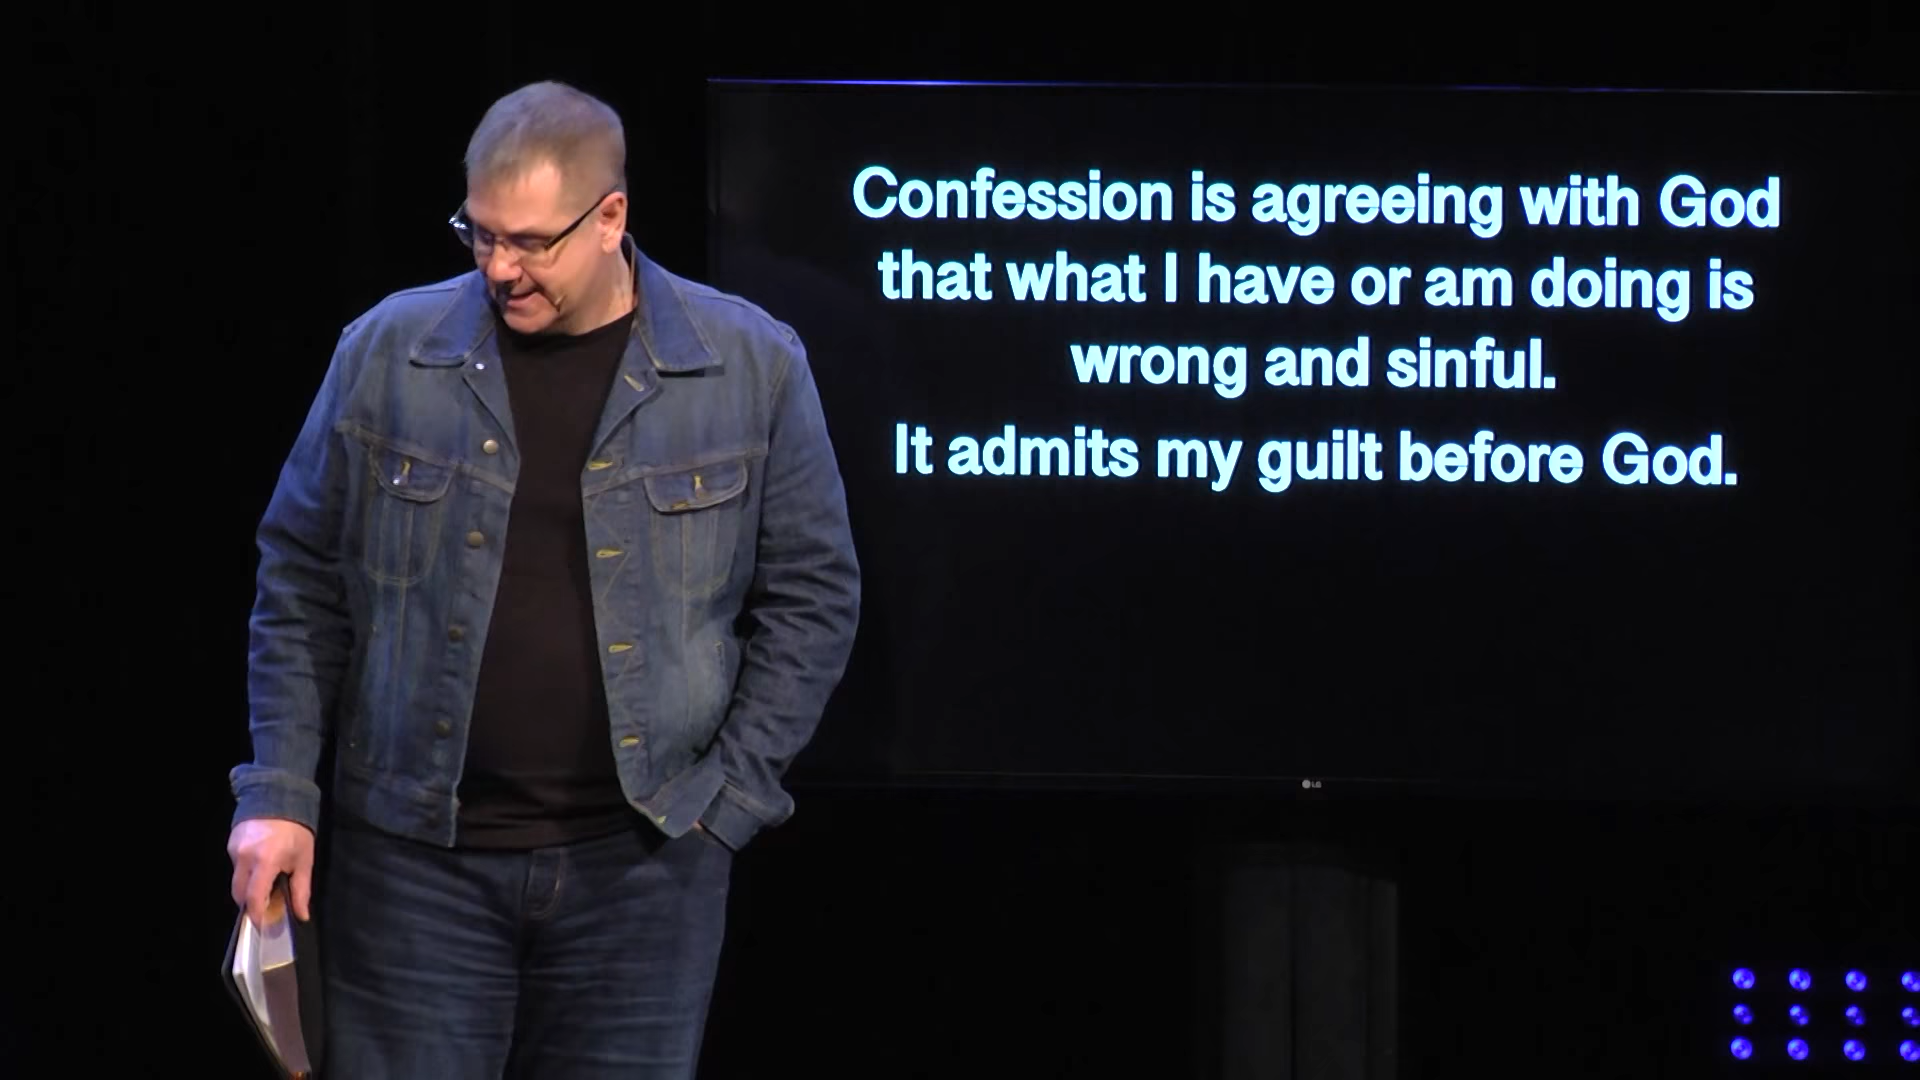 Confession is agreeing with God
that what I have or am doing is
wrong and sinful.
It admits my guilt before God.
LG